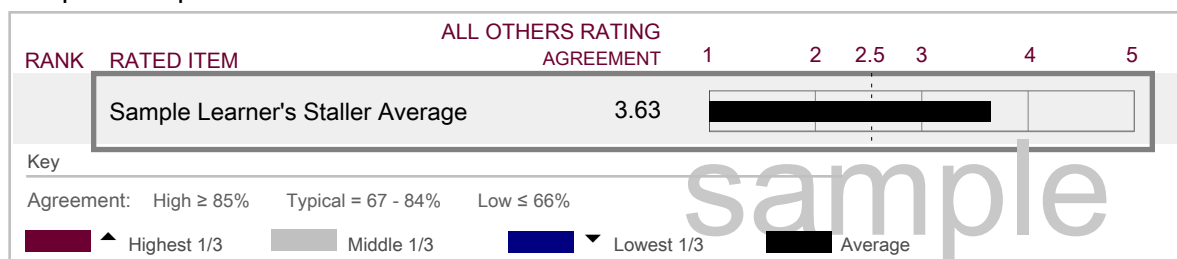 ALL OTHERS RATING
RANK RATED ITEM AGREEMENT 1 2 2.5 3 4 5
Sample Learner's Staller Average 3.63
Key
sample
Agreement: High ≥ 85% Typical = 67 - 84% Low ≤ 66%
Highest 1/3 Middle 1/3 Lowest 1/3 Average